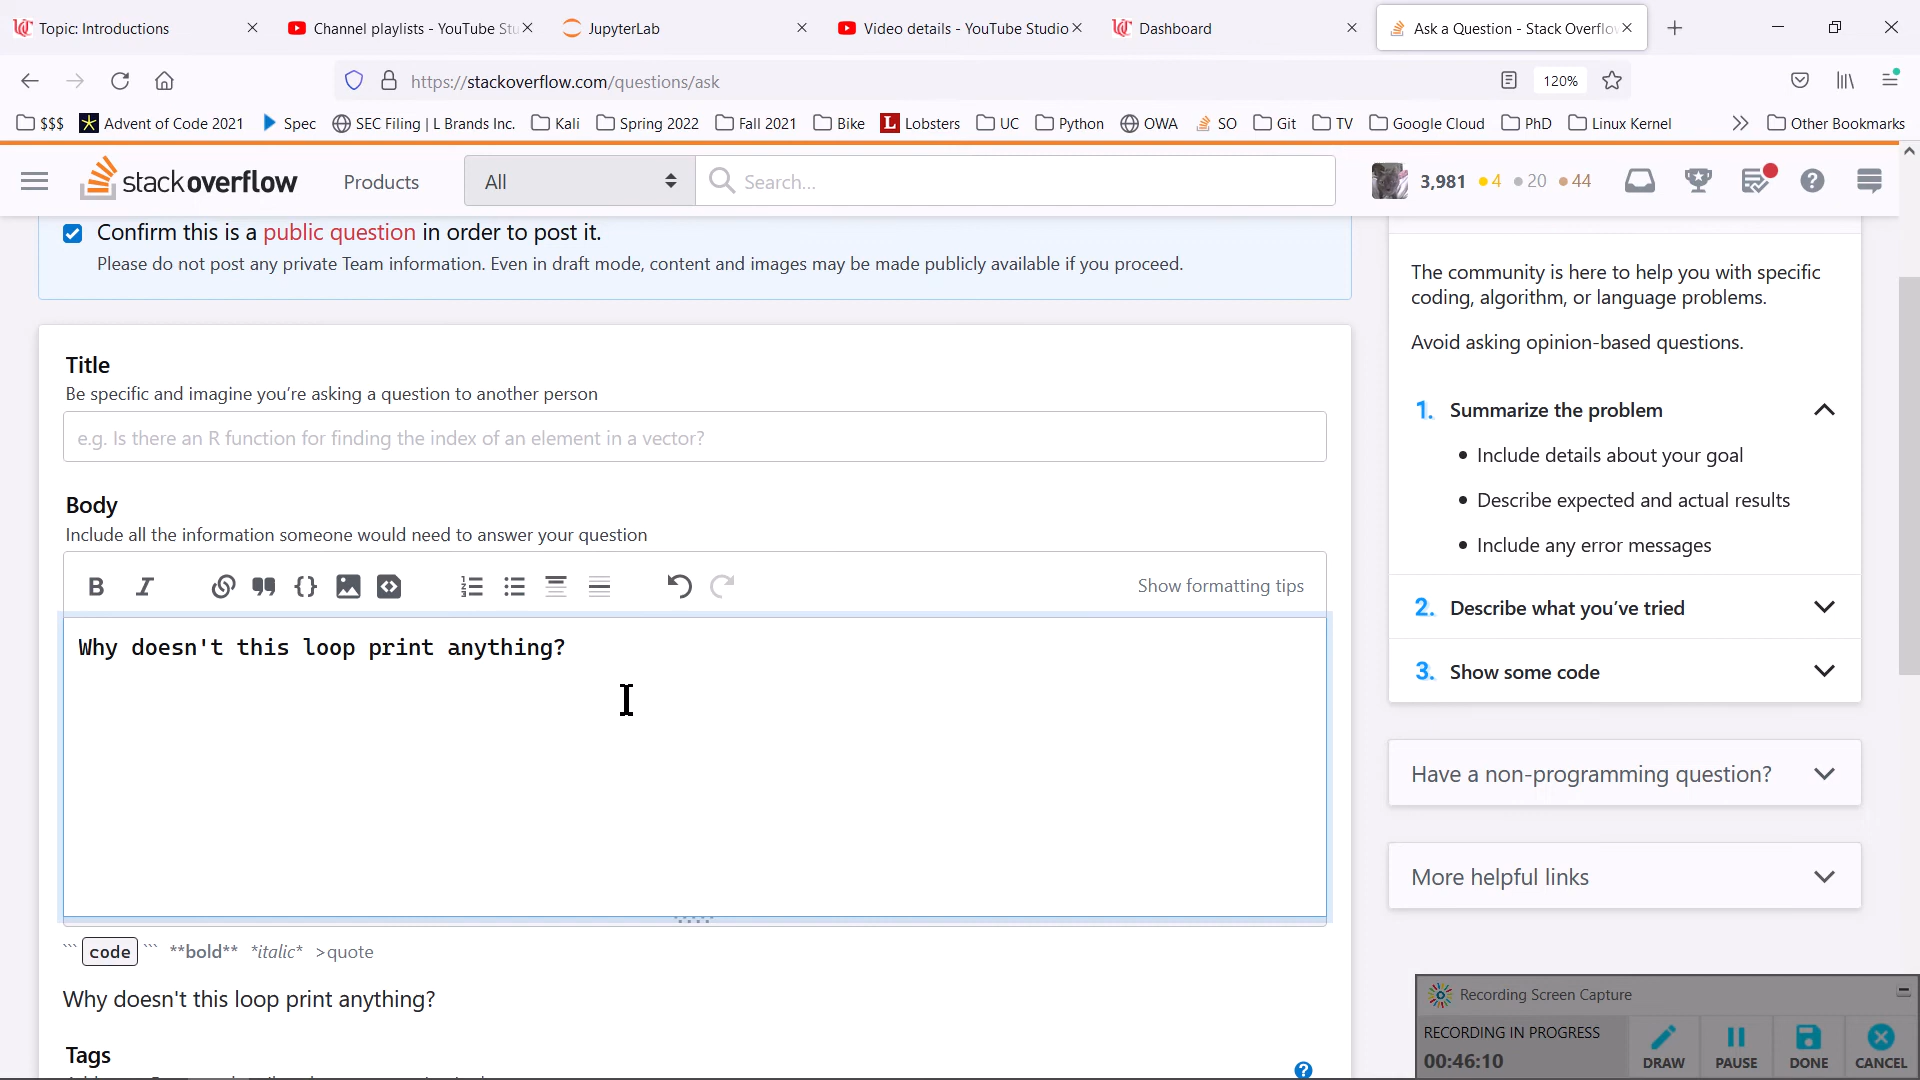 Topic: Introductions
Channel playlists - YouTube Stu
JupyterLab
Video details - YouTube Studio
Dashboard
Ask a Question - Stack Overflow
https://stackoverflow.com/questions/ask
120%
$$$
Advent of Code 2021
Spec
SEC Filing | L Brands Inc.
Kali
Spring 2022
Fall 2021
Bike
L Lobsters
UC
Python
OWA
SO
Git
TV
Google Cloud
PhD
Linux Kernel
Other Bookmarks
stackoverflow
Products
All
Search...
3,981 4 20 44
Confirm this is a public question in order to post it.
Please do not post any private Team information. Even in draft mode, content and images may be made publicly available if you proceed.
Title
Be specific and imagine you're asking a question to another person
e.g. Is there an R function for finding the index of an element in a vector?
Body
Include all the information someone would need to answer your question
B I
Show formatting tips
Why doesn't this loop print anything?
``` code ``` **bold** *italic* >quote
Why doesn't this loop print anything?
Tags
The community is here to help you with specific
coding, algorithm, or language problems.
Avoid asking opinion-based questions.
1. Summarize the problem
Include details about your goal
Describe expected and actual results
Include any error messages
2. Describe what you've tried
3. Show some code
Have a non-programming question?
More helpful links
Recording Screen Capture
RECORDING IN PROGRESS
00:46:10
DRAW
PAUSE
DONE
CANCEL